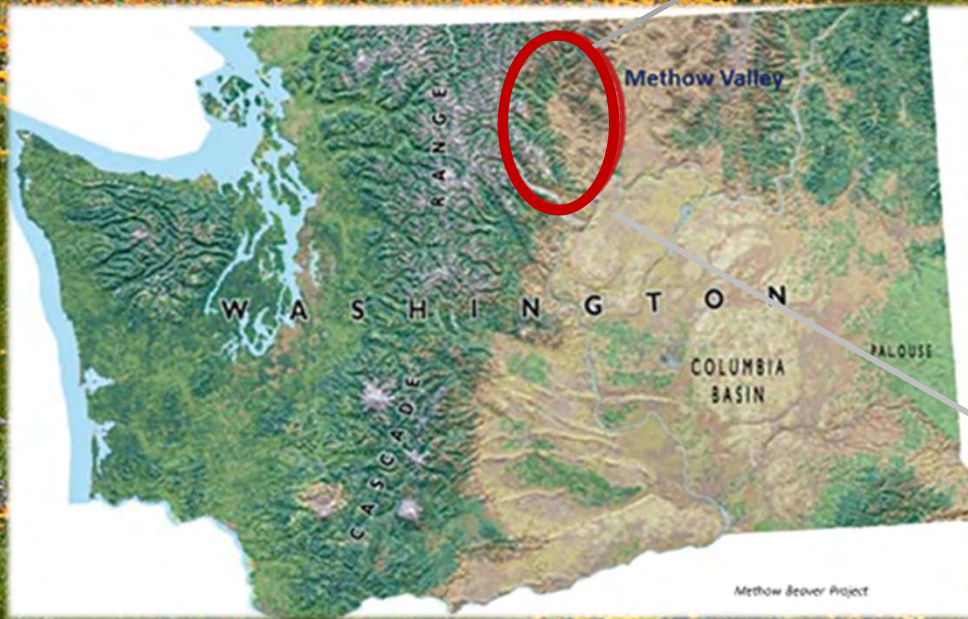 Methow Valley
RANGE
WASHINGTON
COLUMBIA
BASIN
PALOUSE
CASCADE
Methow Beaver Project